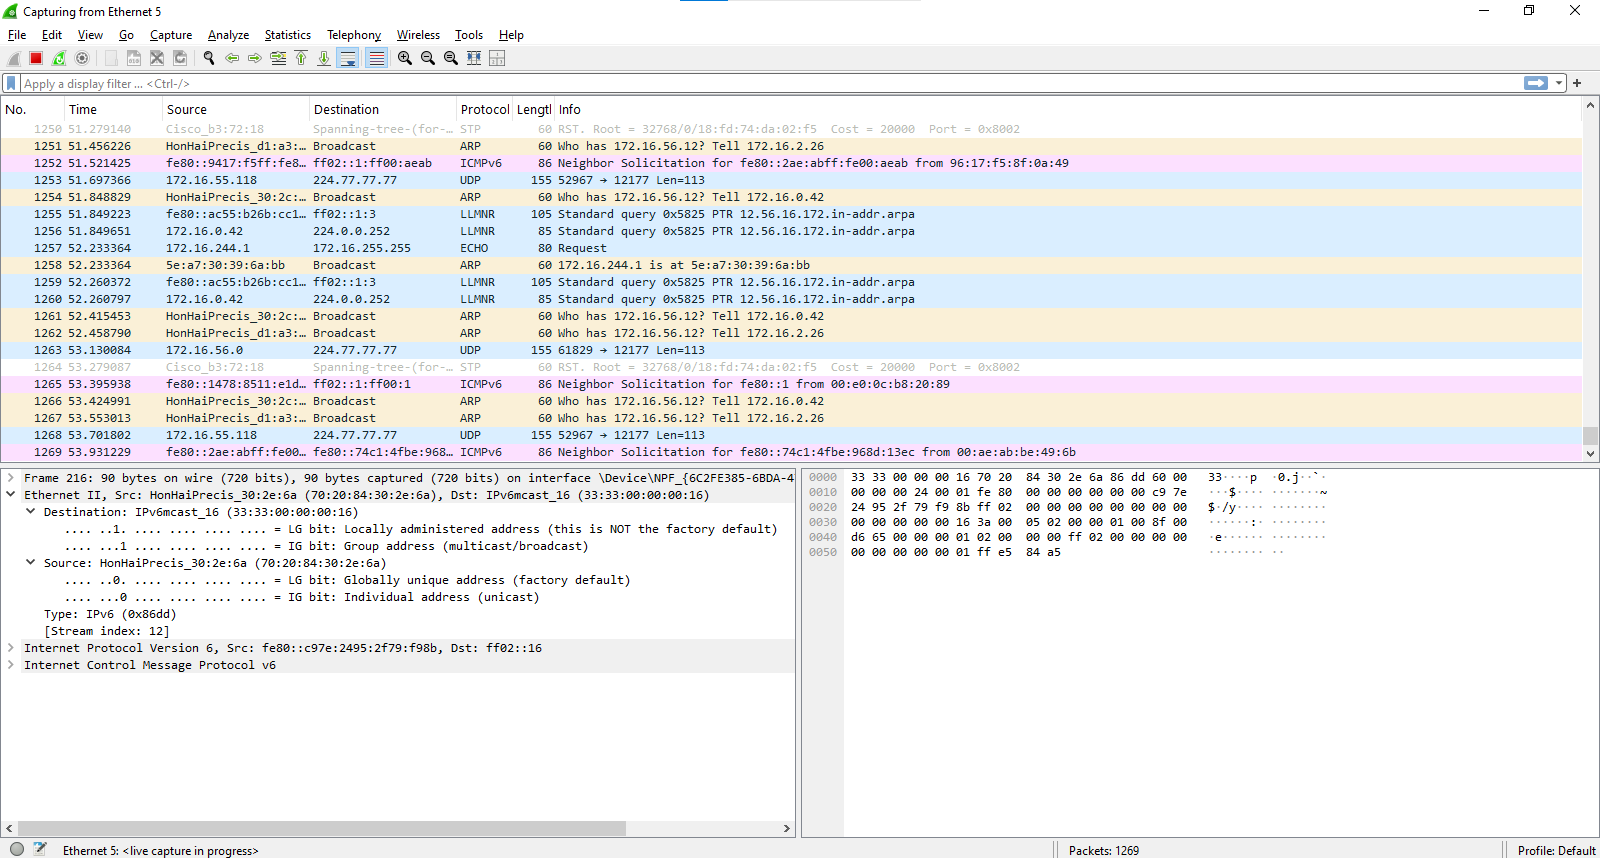 Capturing from Ethernet 5
File Edit View Go Capture Analyze Statistics Telephony Wireless Tools Help
Apply a display filter ... <Ctrl-/>
No. Time Source Destination Protocol Lengtl Info
1250 51.279140 Cisco_b3:72:18 Spanning-tree-(for-… STP 60 RST. Root = 32768/0/18:fd:74:da:02:f5 Cost = 20000 Port = 0x8002
1251 51.456226 HonHaiPrecis_d1:a3:… Broadcast ARP 60 Who has 172.16.56.12? Tell 172.16.2.26
1252 51.521425 fe80::9417:f5ff:fe8… ff02::1:ff00:aeab ICMPv6 86 Neighbor Solicitation for fe80::2ae:abff:fe00:aeab from 96:17:f5:8f:0a:49
1253 51.697366 172.16.55.118 224.77.77.77 UDP 155 52967 → 12177 Len=113
1254 51.848829 HonHaiPrecis_30:2c:… Broadcast ARP 60 Who has 172.16.56.12? Tell 172.16.0.42
1255 51.849223 fe80::ac55:b26b:cc1… ff02::1:3 LLMNR 105 Standard query 0x5825 PTR 12.56.16.172.in-addr.arpa
1256 51.849651 172.16.0.42 224.0.0.252 LLMNR 85 Standard query 0x5825 PTR 12.56.16.172.in-addr.arpa
1257 52.233364 172.16.244.1 172.16.255.255 ECHO 80 Request
1258 52.233364 5e:a7:30:39:6a:bb Broadcast ARP 60 172.16.244.1 is at 5e:a7:30:39:6a:bb
1259 52.260372 fe80::ac55:b26b:cc1… ff02::1:3 LLMNR 105 Standard query 0x5825 PTR 12.56.16.172.in-addr.arpa
1260 52.260797 172.16.0.42 224.0.0.252 LLMNR 85 Standard query 0x5825 PTR 12.56.16.172.in-addr.arpa
1261 52.415453 HonHaiPrecis_30:2c:… Broadcast ARP 60 Who has 172.16.56.12? Tell 172.16.0.42
1262 52.458790 HonHaiPrecis_d1:a3:… Broadcast ARP 60 Who has 172.16.56.12? Tell 172.16.2.26
1263 53.130084 172.16.56.0 224.77.77.77 UDP 155 61829 → 12177 Len=113
1264 53.279087 Cisco_b3:72:18 Spanning-tree-(for-… STP 60 RST. Root = 32768/0/18:fd:74:da:02:f5 Cost = 20000 Port = 0x8002
1265 53.395938 fe80::1478:8511:e1d… ff02::1:ff00:1 ICMPv6 86 Neighbor Solicitation for fe80::1 from 00:e0:0c:b8:20:89
1266 53.424991 HonHaiPrecis_30:2c:… Broadcast ARP 60 Who has 172.16.56.12? Tell 172.16.0.42
1267 53.553013 HonHaiPrecis_d1:a3:… Broadcast ARP 60 Who has 172.16.56.12? Tell 172.16.2.26
1268 53.701802 172.16.55.118 224.77.77.77 UDP 155 52967 → 12177 Len=113
1269 53.931229 fe80::2ae:abff:fe00… fe80::74c1:4fbe:968… ICMPv6 86 Neighbor Solicitation for fe80::74c1:4fbe:968d:13ec from 00:ae:ab:be:49:6b
Frame 216: 90 bytes on wire (720 bits), 90 bytes captured (720 bits) on interface \Device\NPF_{6C2FE385-6BDA-4
Ethernet II, Src: HonHaiPrecis_30:2e:6a (70:20:84:30:2e:6a), Dst: IPv6mcast_16 (33:33:00:00:00:16)
Destination: IPv6mcast_16 (33:33:00:00:00:16)
.... ..1. .... .... .... .... = LG bit: Locally administered address (this is NOT the factory default)
.... ...1 .... .... .... .... = IG bit: Group address (multicast/broadcast)
Source: HonHaiPrecis_30:2e:6a (70:20:84:30:2e:6a)
.... ..0. .... .... .... .... = LG bit: Globally unique address (factory default)
.... ...0 .... .... .... .... = IG bit: Individual address (unicast)
Type: IPv6 (0x86dd)
[Stream index: 12]
Internet Protocol Version 6, Src: fe80::c97e:2495:2f79:f98b, Dst: ff02::16
Internet Control Message Protocol v6
0000 33 33 00 00 00 16 70 20 84 30 2e 6a 86 dd 60 00 33····p ·0.j··`·
0010 00 00 00 24 00 01 fe 80 00 00 00 00 00 00 c9 7e ···$···· ·······~
0020 24 95 2f 79 f9 8b ff 02 00 00 00 00 00 00 00 00 $·/y···· ········
0030 00 00 00 00 00 16 3a 00 05 02 00 00 01 00 8f 00 ······:· ········
0040 d6 65 00 00 00 01 02 00 00 00 ff 02 00 00 00 00 ·e······ ········
0050 00 00 00 00 00 01 ff e5 84 a5 ········ ··
Ethernet 5: <live capture in progress>
Packets: 1269
Profile: Default